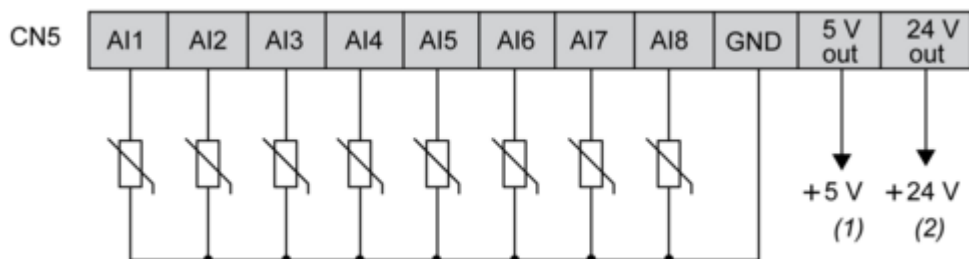 CN5 AI1 AI2 AI3 AI4 AI5 AI6 AI7 AI8 GND 5 V out 24 V out
+5 V +24 V
(1) (2)